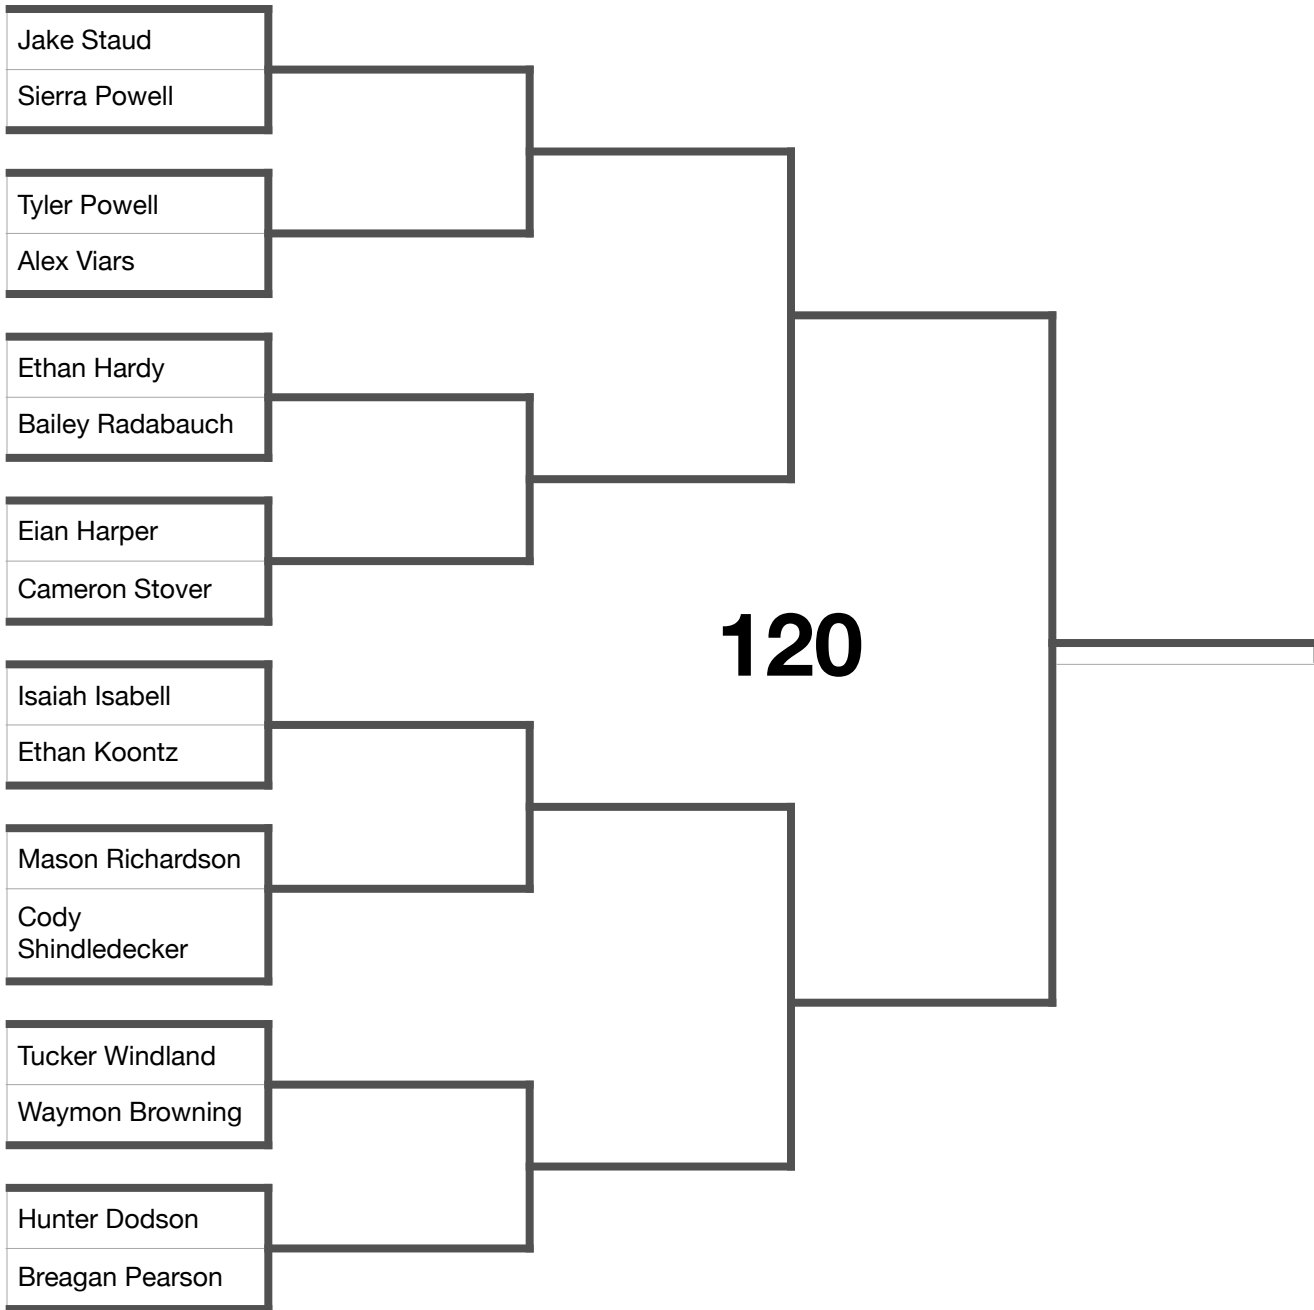 Jake Staud
Sierra Powell
Tyler Powell
Alex Viars
Ethan Hardy
Bailey Radabauch
Eian Harper
Cameron Stover
120
Isaiah Isabell
Ethan Koontz
Mason Richardson
Cody
Shindledecker
Tucker Windland
Waymon Browning
Hunter Dodson
Breagan Pearson